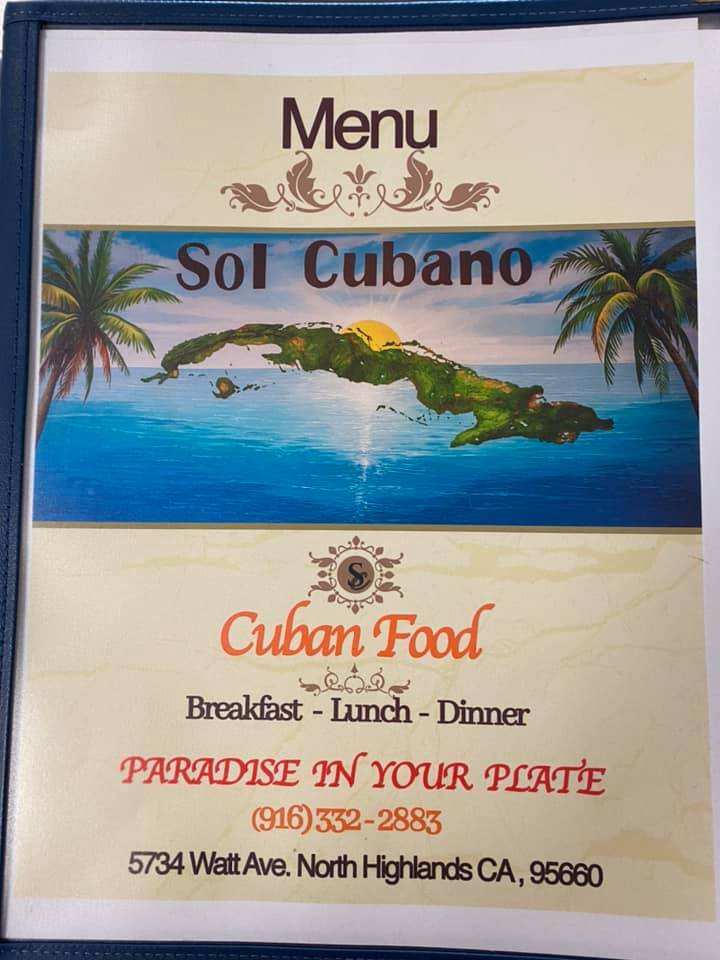 Menu
Sol Cubano
Cuban Food
Breakfast - Lunch - Dinner
PARADISE IN YOUR PLATE
(916) 332-2883
5734 Watt Ave. North Highlands CA, 95660